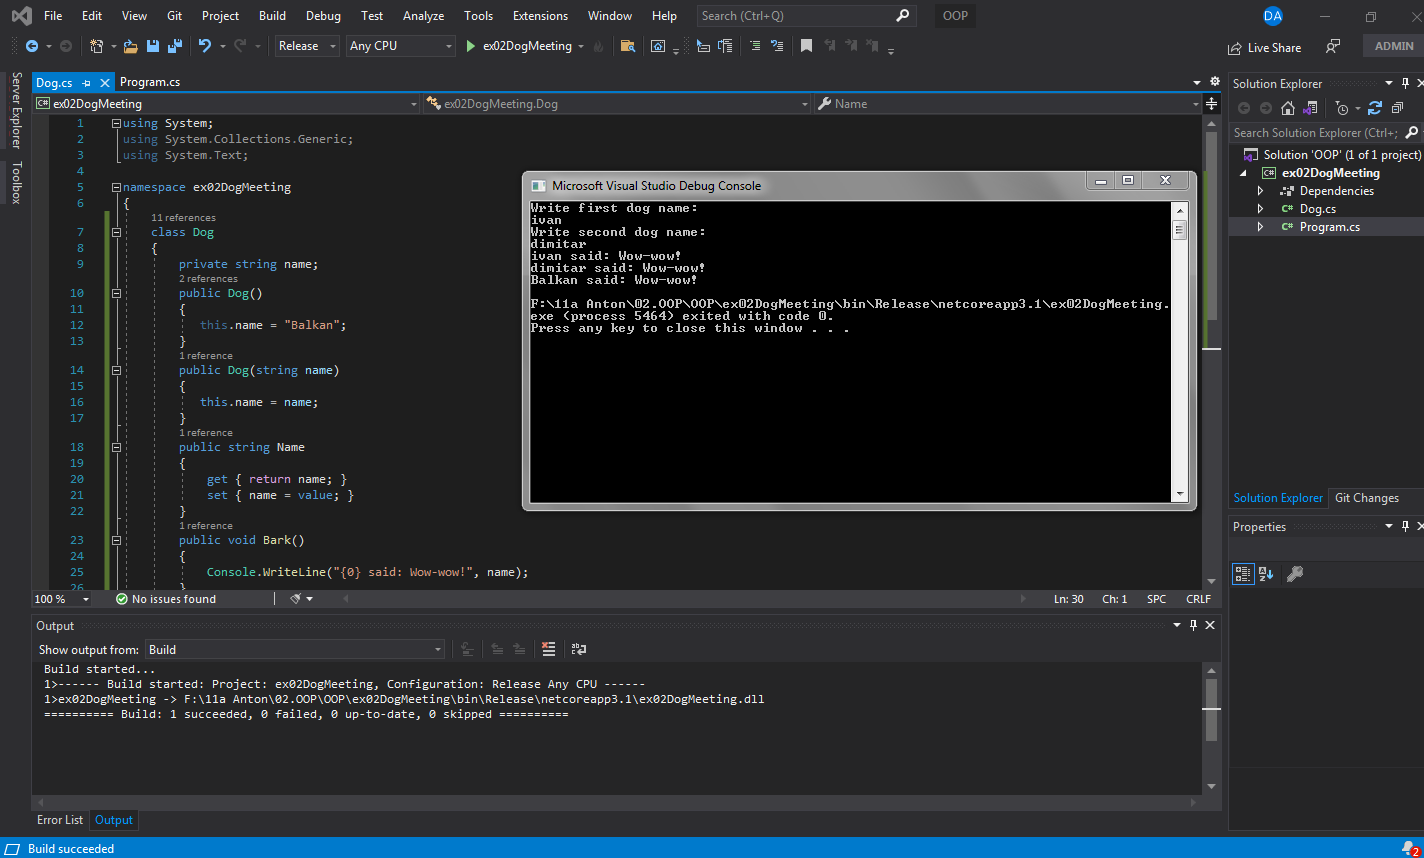 File Edit View Git Project Build Debug Test Analyze Tools Extensions Window Help Search (Ctrl+Q) OOP DA
Release Any CPU ex02DogMeeting Live Share ADMIN
Server Explorer
Toolbox
Dog.cs Program.cs
C# ex02DogMeeting ex02DogMeeting.Dog Name
1 using System;
2 using System.Collections.Generic;
3 using System.Text;
4
5 namespace ex02DogMeeting
6 {
11 references
7 class Dog
8 {
9 private string name;
2 references
10 public Dog()
11 {
12 this.name = "Balkan";
13 }
1 reference
14 public Dog(string name)
15 {
16 this.name = name;
17 }
1 reference
18 public string Name
19 {
20 get { return name; }
21 set { name = value; }
22 }
1 reference
23 public void Bark()
24 {
25 Console.WriteLine("{0} said: Wow-wow!", name);
26 }
100 % No issues found Ln: 30 Ch: 1 SPC CRLF
Microsoft Visual Studio Debug Console
Write first dog name:
ivan
Write second dog name:
dimitar
ivan said: Wow-wow!
dimitar said: Wow-wow!
Balkan said: Wow-wow!
F:\11a Anton\02.OOP\OOP\ex02DogMeeting\bin\Release\netcoreapp3.1\ex02DogMeeting.
exe (process 5464) exited with code 0.
Press any key to close this window . . .
Solution Explorer
Search Solution Explorer (Ctrl+;
Solution 'OOP' (1 of 1 project)
C# ex02DogMeeting
Dependencies
C# Dog.cs
C# Program.cs
Solution Explorer Git Changes
Properties
Output
Show output from: Build
Build started...
1>------ Build started: Project: ex02DogMeeting, Configuration: Release Any CPU ------
1>ex02DogMeeting -> F:\11a Anton\02.OOP\OOP\ex02DogMeeting\bin\Release\netcoreapp3.1\ex02DogMeeting.dll
========== Build: 1 succeeded, 0 failed, 0 up-to-date, 0 skipped ==========
Error List Output
Build succeeded 2